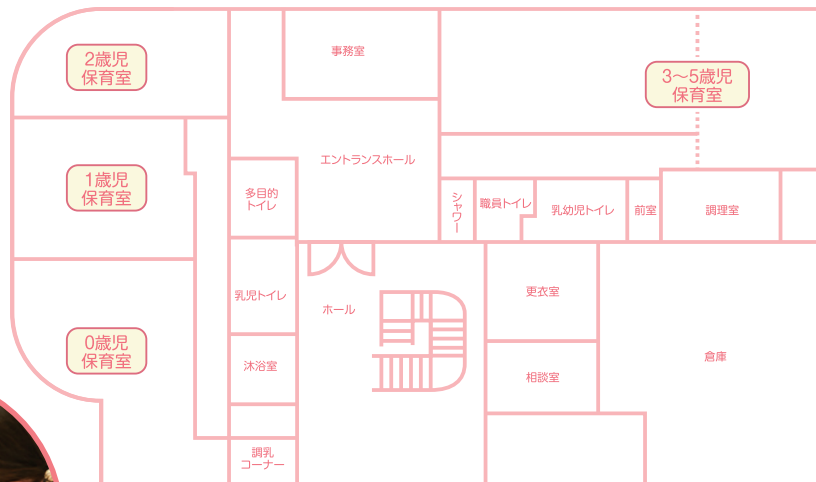 2歳児
保育室
事務室
3〜5歳児
保育室
エントランスホール
1歳児
保育室
多目的
トイレ
シャワー
職員トイレ
乳幼児トイレ
前室
調理室
乳児トイレ
ホール
更衣室
0歳児
保育室
沐浴室
相談室
倉庫
調乳
コーナー